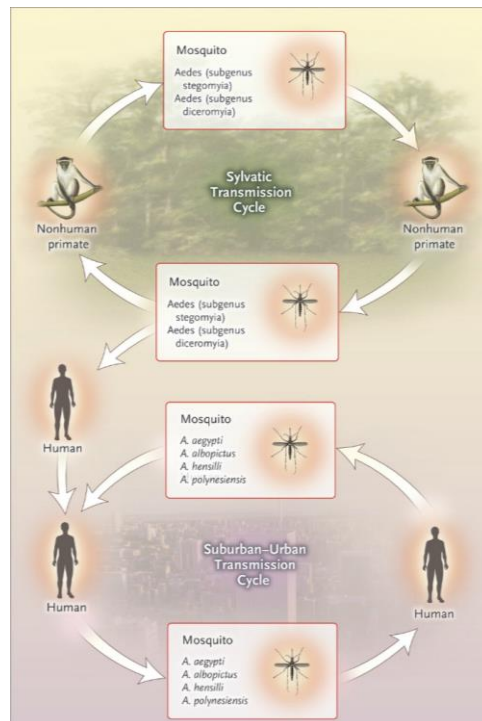 Mosquito
Aedes (subgenus
stegomyia)
Aedes (subgenus
diceromyia)
Sylvatic
Transmission
Cycle
Nonhuman
primate
Nonhuman
primate
Mosquito
Aedes (subgenus
stegomyia)
Aedes (subgenus
diceromyia)
Human
Mosquito
A. aegypti
A. albopictus
A. hensilli
A. polynesiensis
Suburban–Urban
Transmission
Cycle
Human
Human
Mosquito
A. aegypti
A. albopictus
A. hensilli
A. polynesiensis